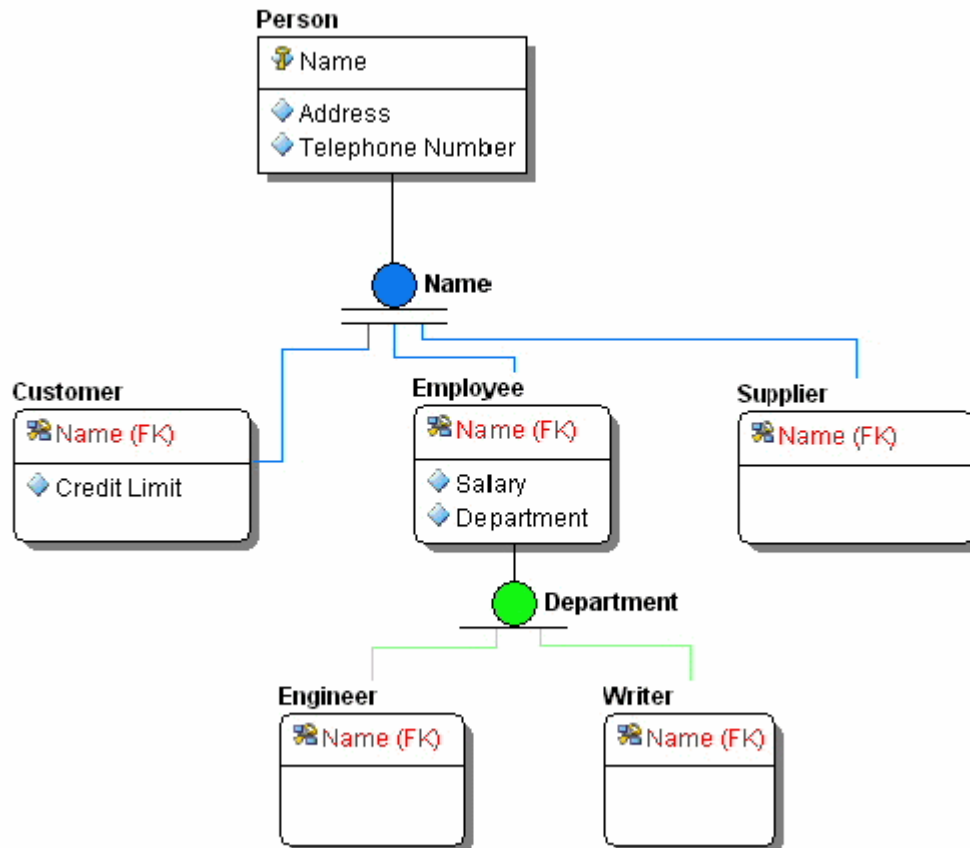 Person
Name
Address
Telephone Number
Name
Customer
Name (FK)
Credit Limit
Employee
Name (FK)
Salary
Department
Supplier
Name (FK)
Department
Engineer
Name (FK)
Writer
Name (FK)